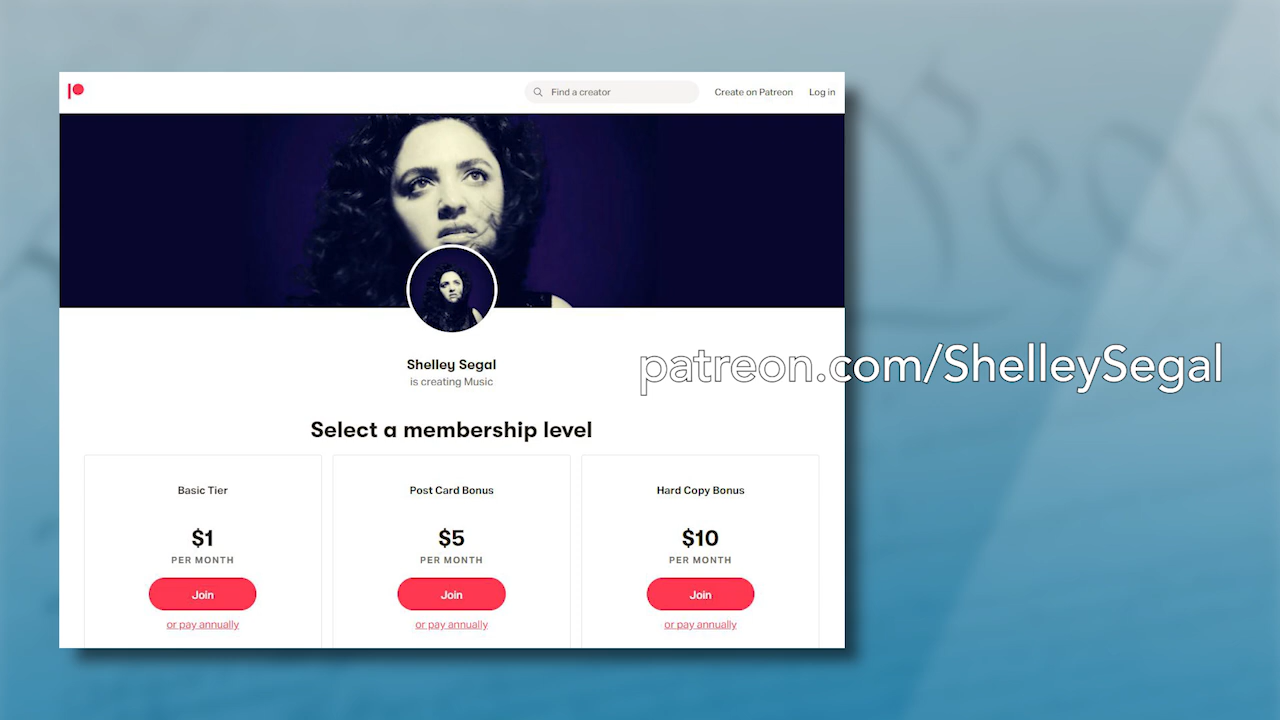 Find a creator
Create on Patreon
Log in
Shelley Segal
is creating Music
patreon.com/ShelleySegal
Select a membership level
Basic Tier
$1
PER MONTH
Join
or pay annually
Post Card Bonus
$5
PER MONTH
Join
or pay annually
Hard Copy Bonus
$10
PER MONTH
Join
or pay annually